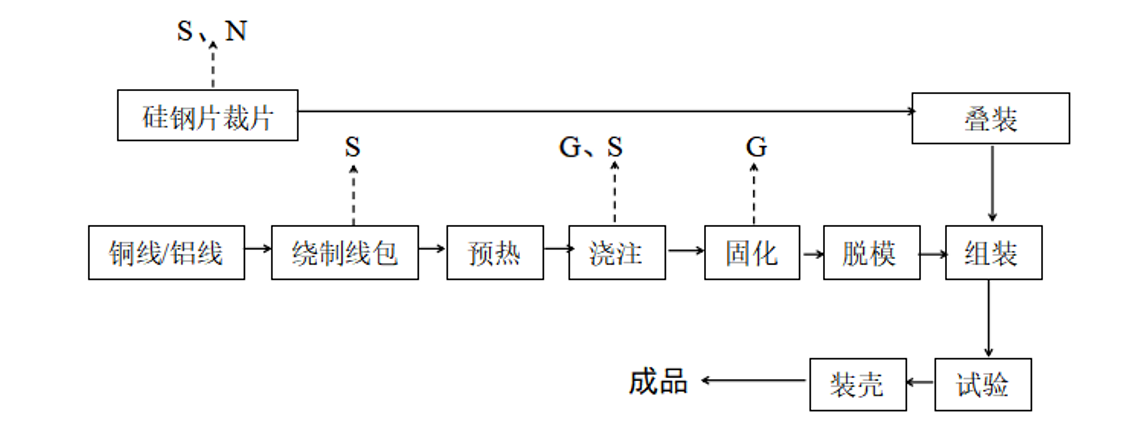 S、N
硅钢片裁片
叠装
S
G、S
G
铜线/铝线
绕制线包
预热
浇注
固化
脱模
组装
成品
装壳
试验